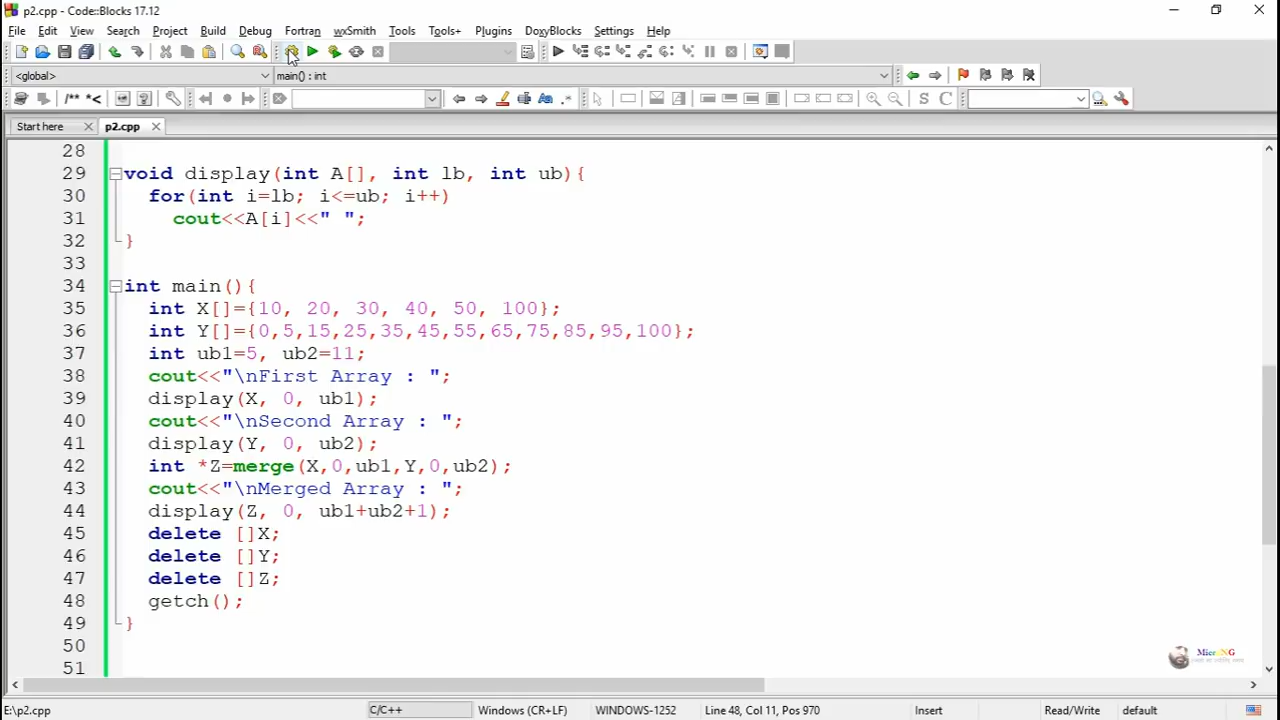 p2.cpp - Code::Blocks 17.12
File Edit View Search Project Build Debug Fortran wxSmith Tools Tools+ Plugins DoxyBlocks Settings Help
<global> main() : int
/** *<
S C
Start here p2.cpp
28
29 void display(int A[], int lb, int ub){
30 for(int i=lb; i<=ub; i++)
31 cout<<A[i]<<" ";
32 }
33
34 int main(){
35 int X[]={10, 20, 30, 40, 50, 100};
36 int Y[]={0,5,15,25,35,45,55,65,75,85,95,100};
37 int ub1=5, ub2=11;
38 cout<<"\nFirst Array : ";
39 display(X, 0, ub1);
40 cout<<"\nSecond Array : ";
41 display(Y, 0, ub2);
42 int *Z=merge(X,0,ub1,Y,0,ub2);
43 cout<<"\nMerged Array : ";
44 display(Z, 0, ub1+ub2+1);
45 delete []X;
46 delete []Y;
47 delete []Z;
48 getch();
49 }
50
51
E:\p2.cpp C/C++ Windows (CR+LF) WINDOWS-1252 Line 48, Col 11, Pos 970 Insert Read/Write default